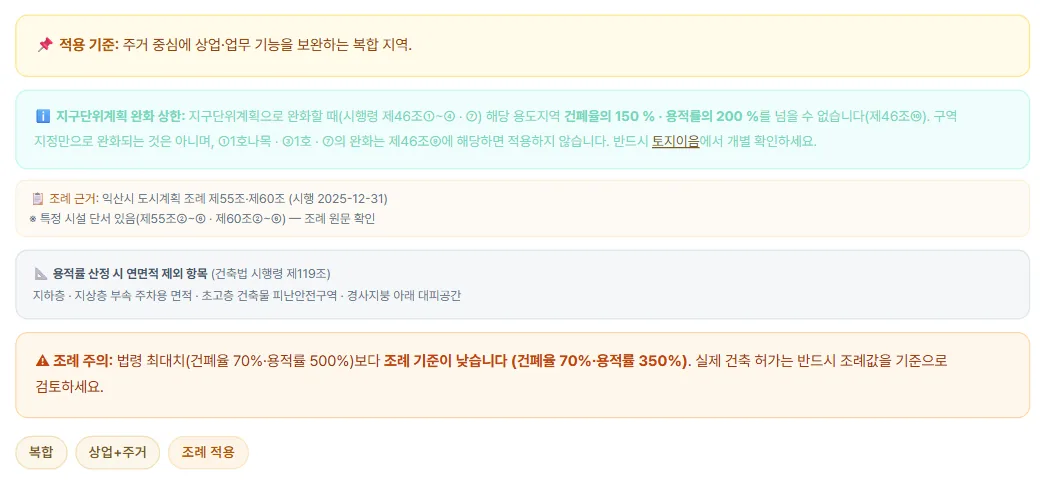 📌 적용 기준: 주거 중심에 상업·업무 기능을 보완하는 복합 지역.
ℹ️ 지구단위계획 완화 상한: 지구단위계획으로 완화할 때(시행령 제46조①~④ · ⑦) 해당 용도지역 건폐율의 150 % · 용적률의 200 %를 넘을 수 없습니다(제46조⑩). 구역
지정만으로 완화되는 것은 아니며, ①1호나목 · ③1호 · ⑦의 완화는 제46조⑨에 해당하면 적용하지 않습니다. 반드시 토지이음에서 개별 확인하세요.
📋 조례 근거: 익산시 도시계획 조례 제55조·제60조 (시행 2025-12-31)
※ 특정 시설 단서 있음(제55조②~⑥ · 제60조②~⑥) — 조례 원문 확인
📐 용적률 산정 시 연면적 제외 항목 (건축법 시행령 제119조)
지하층 · 지상층 부속 주차용 면적 · 초고층 건축물 피난안전구역 · 경사지붕 아래 대피공간
⚠ 조례 주의: 법령 최대치(건폐율 70%·용적률 500%)보다 조례 기준이 낮습니다 (건폐율 70%·용적률 350%). 실제 건축 허가는 반드시 조례값을 기준으로
검토하세요.
복합
상업+주거
조례 적용